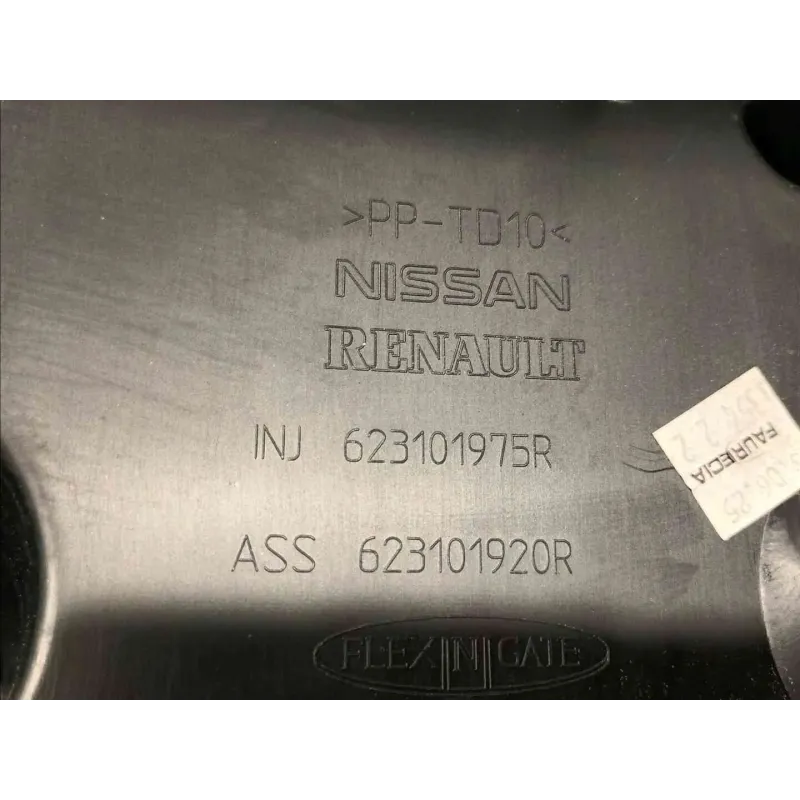 >PP-TD10<
NISSAN
RENAULT
INJ 623101975R
ASS 623101920R
FLEX N GATE
FAURECIA